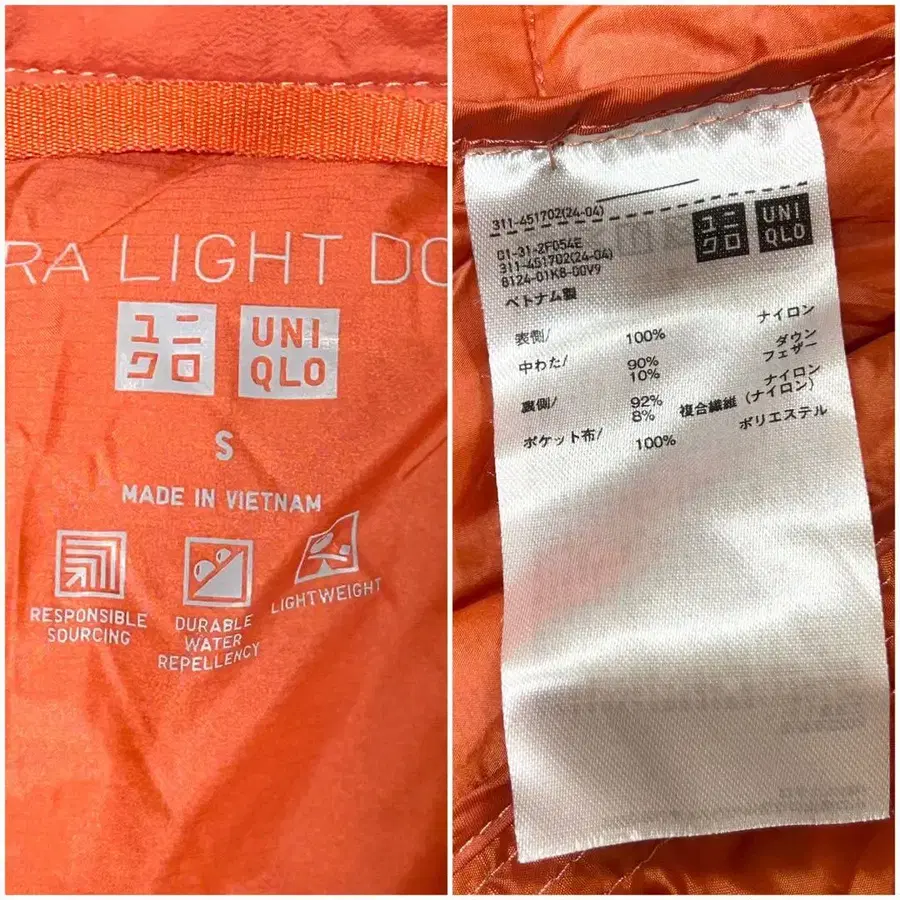 RA LIGHT DO
ユニ
クロ
UNI
QLO
S
MADE IN VIETNAM
RESPONSIBLE
SOURCING
DURABLE
WATER
REPELLENCY
LIGHTWEIGHT
311-451702(24-04)
01-31-2F054E
311-451702(24-04)
8124-01K8-00V9
ベトナム製
ユニ
クロ
UNI
QLO
表側/ 100% ナイロン
中わた/ 90% ダウン
10% フェザー
裏側/ 92% ナイロン
8% 複合繊維(ナイロン)
ポケット布/ 100% ポリエステル